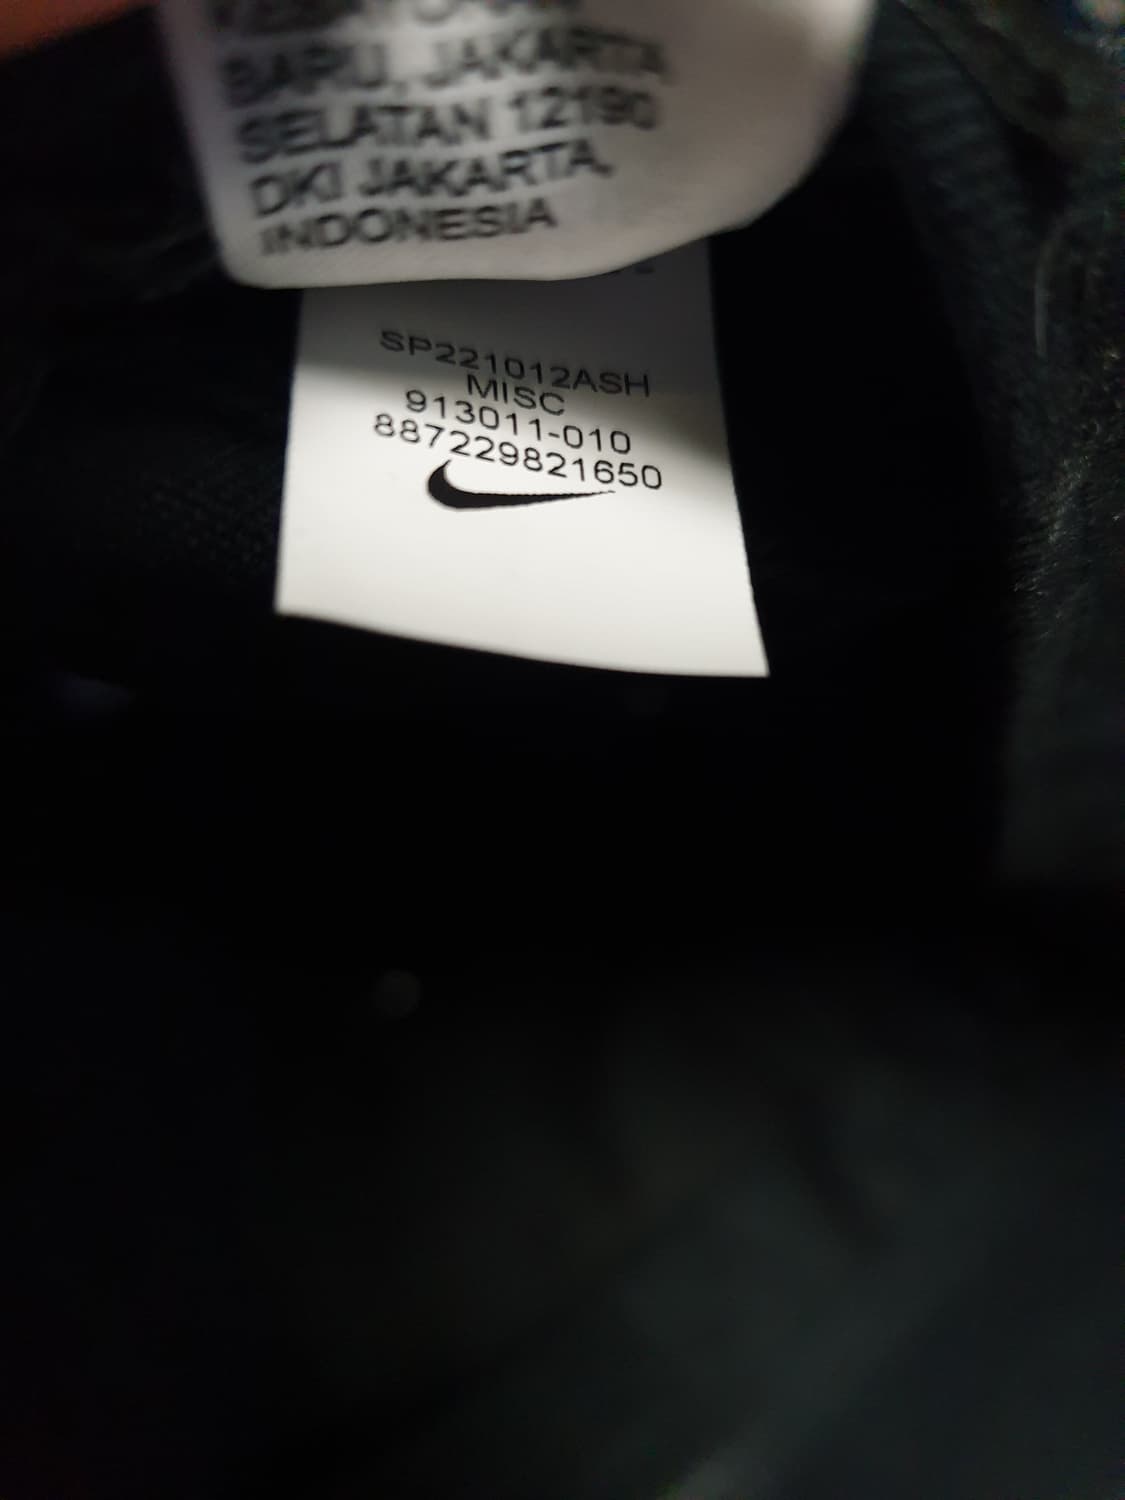 BARU, JAKARTA
SELATAN 12190
DKI JAKARTA,
INDONESIA
SP221012ASH
MISC
913011-010
887229821650